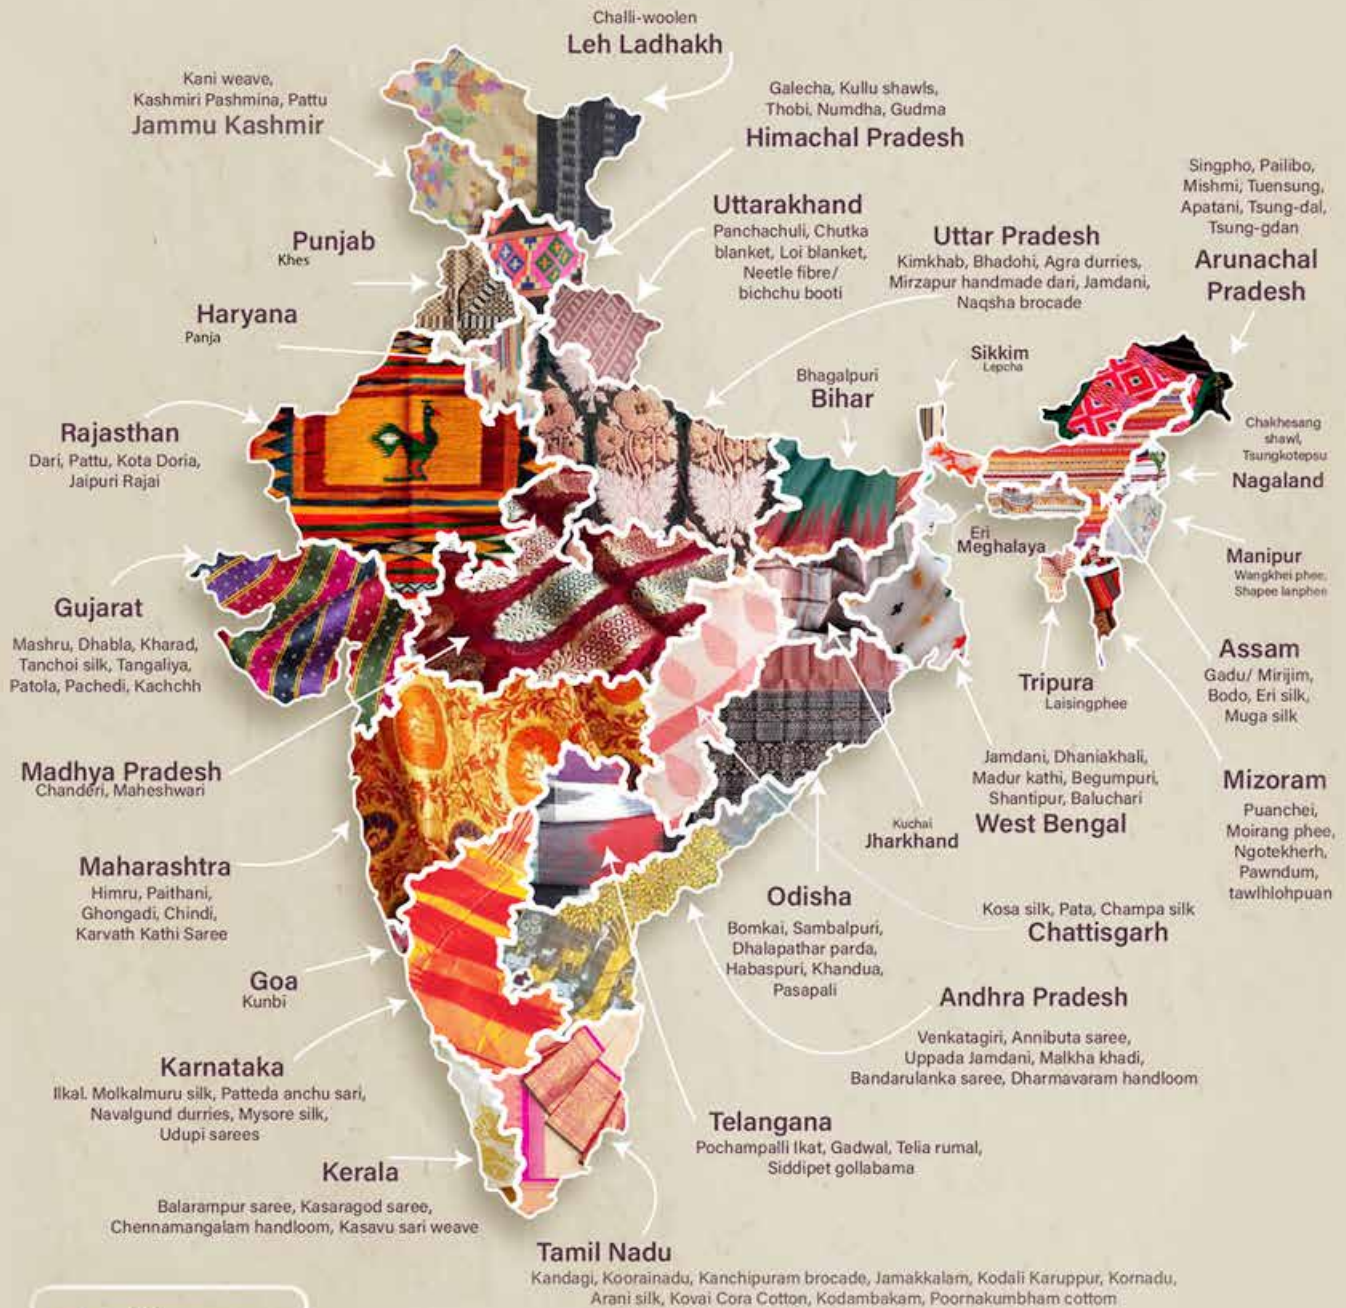 Challi-woolen
Leh Ladhakh
Kani weave,
Kashmiri Pashmina, Pattu
Jammu Kashmir
Galecha, Kullu shawls,
Thobi, Numdha, Gudma
Himachal Pradesh
Singpho, Pailibo,
Mishmi, Tuensung,
Apatani, Tsung-dal,
Tsung-gdan
Arunachal
Pradesh
Uttarakhand
Panchachuli, Chutka
blanket, Loi blanket,
Neetle fibre/
bichchu booti
Uttar Pradesh
Kimkhab, Bhadohi, Agra durries,
Mirzapur handmade dari, Jamdani,
Naqsha brocade
Punjab
Khes
Haryana
Panja
Sikkim
Lepcha
Bhagalpuri
Bihar
Rajasthan
Dari, Pattu, Kota Doria,
Jaipuri Rajai
Chakhesang
shawl,
Tsungkotepsu
Nagaland
Eri
Meghalaya
Manipur
Wangkhei phee,
Shapee lanphee
Gujarat
Mashru, Dhabla, Kharad,
Tanchoi silk, Tangaliya,
Patola, Pachedi, Kachchh
Assam
Gadu/ Mirijim,
Bodo, Eri silk,
Muga silk
Tripura
Laisingphee
Madhya Pradesh
Chanderi, Maheshwari
Jamdani, Dhaniakhali,
Madur kathi, Begumpuri,
Shantipur, Baluchari
West Bengal
Mizoram
Puanchei,
Moirang phee,
Ngotekherh,
Pawndum,
tawlhlohpuan
Kuchai
Jharkhand
Maharashtra
Himru, Paithani,
Ghongadi, Chindi,
Karvath Kathi Saree
Odisha
Bomkai, Sambalpuri,
Dhalapathar parda,
Habaspuri, Khandua,
Pasapali
Kosa silk, Pata, Champa silk
Chattisgarh
Goa
Kunbi
Andhra Pradesh
Venkatagiri, Annibuta saree,
Uppada Jamdani, Malkha khadi,
Bandarulanka saree, Dharmavaram handloom
Karnataka
Ilkal. Molkalmuru silk, Patteda anchu sari,
Navalgund durries, Mysore silk,
Udupi sarees
Telangana
Pochampalli Ikat, Gadwal, Telia rumal,
Siddipet gollabama
Kerala
Balarampur saree, Kasaragod saree,
Chennamangalam handloom, Kasavu sari weave
Tamil Nadu
Kandagi, Koorainadu, Kanchipuram brocade, Jamakkalam, Kodali Karuppur, Kornadu,
Arani silk, Kovai Cora Cotton, Kodambakam, Poornakumbham cottom